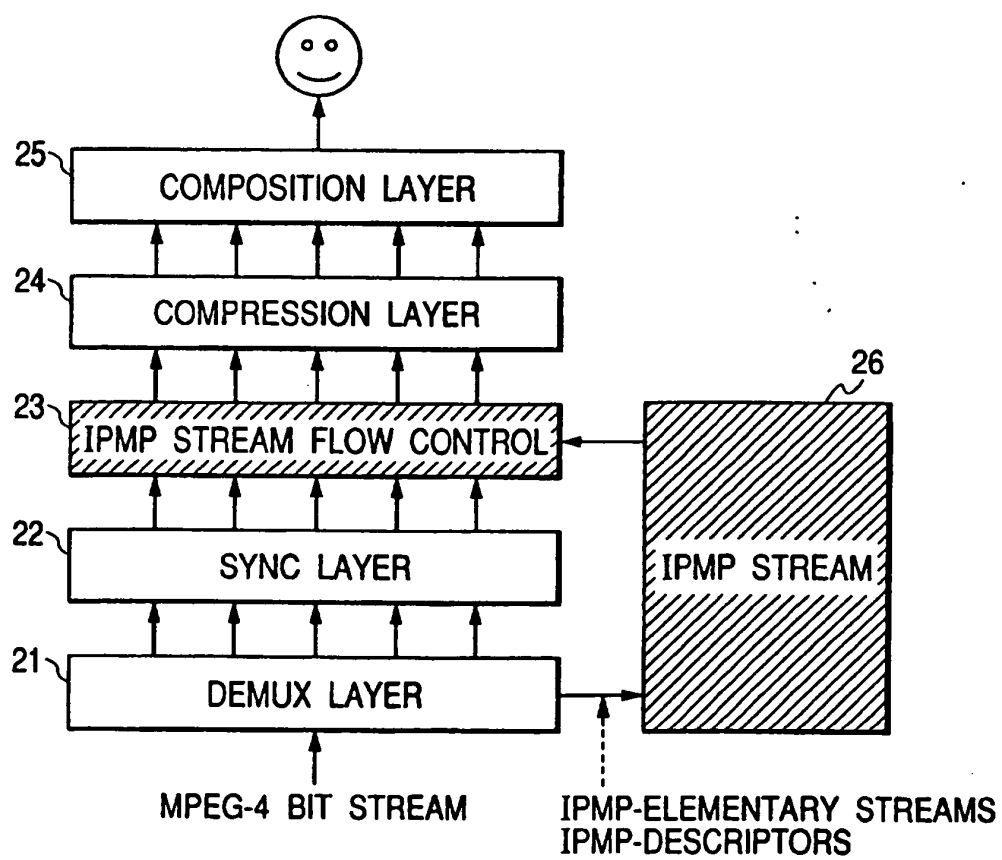 25
COMPOSITION LAYER
24
COMPRESSION LAYER
26
23
IPMP STREAM FLOW CONTROL
22
SYNC LAYER
IPMP STREAM
21
DEMUX LAYER
MPEG-4 BIT STREAM
IPMP-ELEMENTARY STREAMS
IPMP-DESCRIPTORS